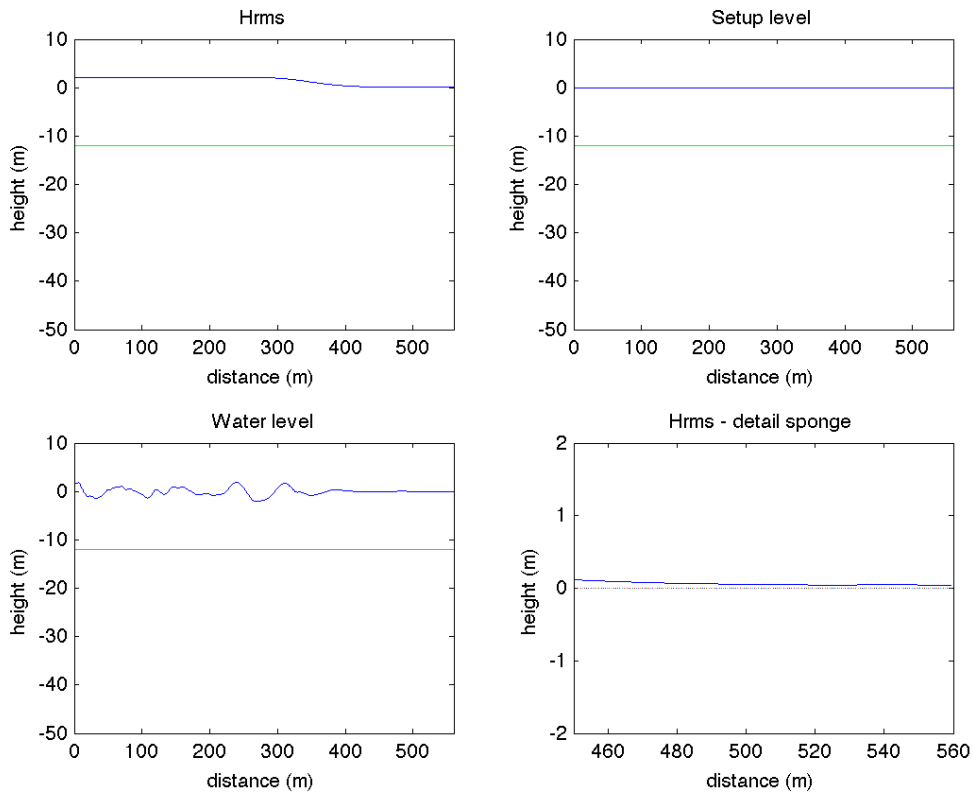 Hrms
10
0
-10
-20
-30
-40
-50
height (m)
0 100 200 300 400 500
distance (m)
Setup level
10
0
-10
-20
-30
-40
-50
height (m)
0 100 200 300 400 500
distance (m)
Water level
10
0
-10
-20
-30
-40
-50
height (m)
0 100 200 300 400 500
distance (m)
Hrms - detail sponge
2
1
0
-1
-2
height (m)
460 480 500 520 540 560
distance (m)